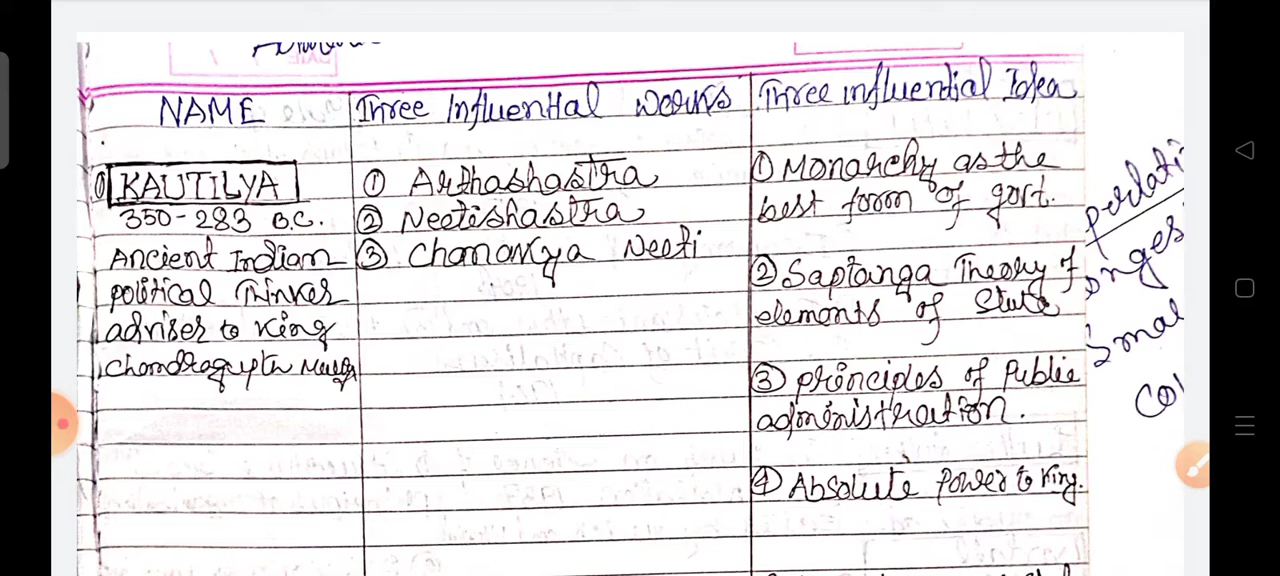 NAME
Three Influential Works
Three influential Idea
① KAUTILYA
350-283 B.C.
Ancient Indian
political Thinker
adviser to King
Chandragupta Maurya
① Arthashastra
② Neetishastra
③ Chanakya Neeti
① Monarchy as the
best form of govt.
② Saptanga Theory of
elements of State
③ principles of Public
administration.
④ Absolute Power to King.